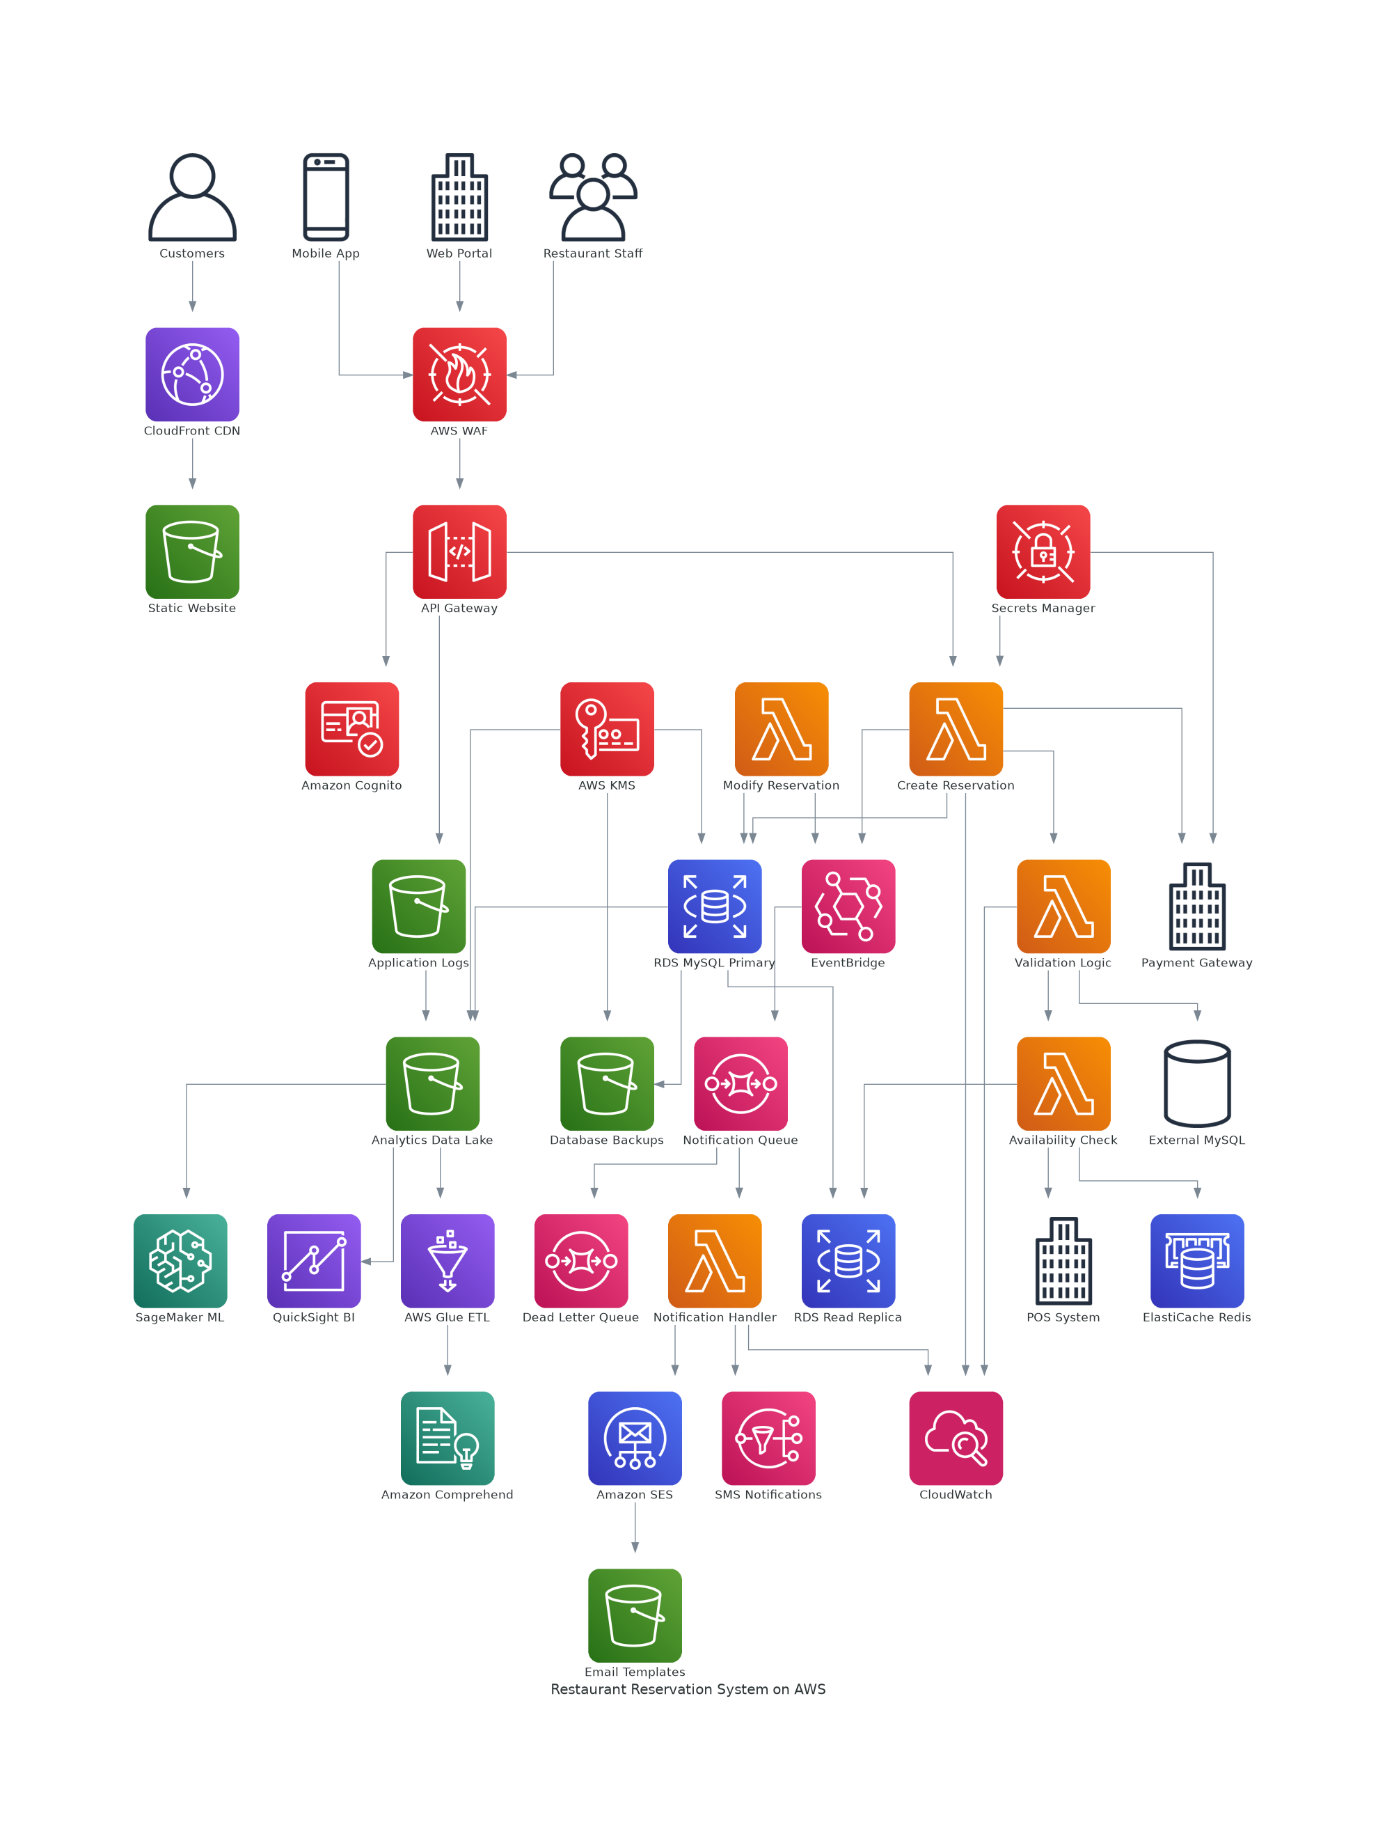 Customers
Mobile App
Web Portal
Restaurant Staff
CloudFront CDN
AWS WAF
Static Website
API Gateway
Secrets Manager
Amazon Cognito
AWS KMS
Modify Reservation
Create Reservation
Application Logs
RDS MySQL Primary
EventBridge
Validation Logic
Payment Gateway
Analytics Data Lake
Database Backups
Notification Queue
Availability Check
External MySQL
SageMaker ML
QuickSight BI
AWS Glue ETL
Dead Letter Queue
Notification Handler
RDS Read Replica
POS System
ElastiCache Redis
Amazon Comprehend
Amazon SES
SMS Notifications
CloudWatch
Email Templates
Restaurant Reservation System on AWS